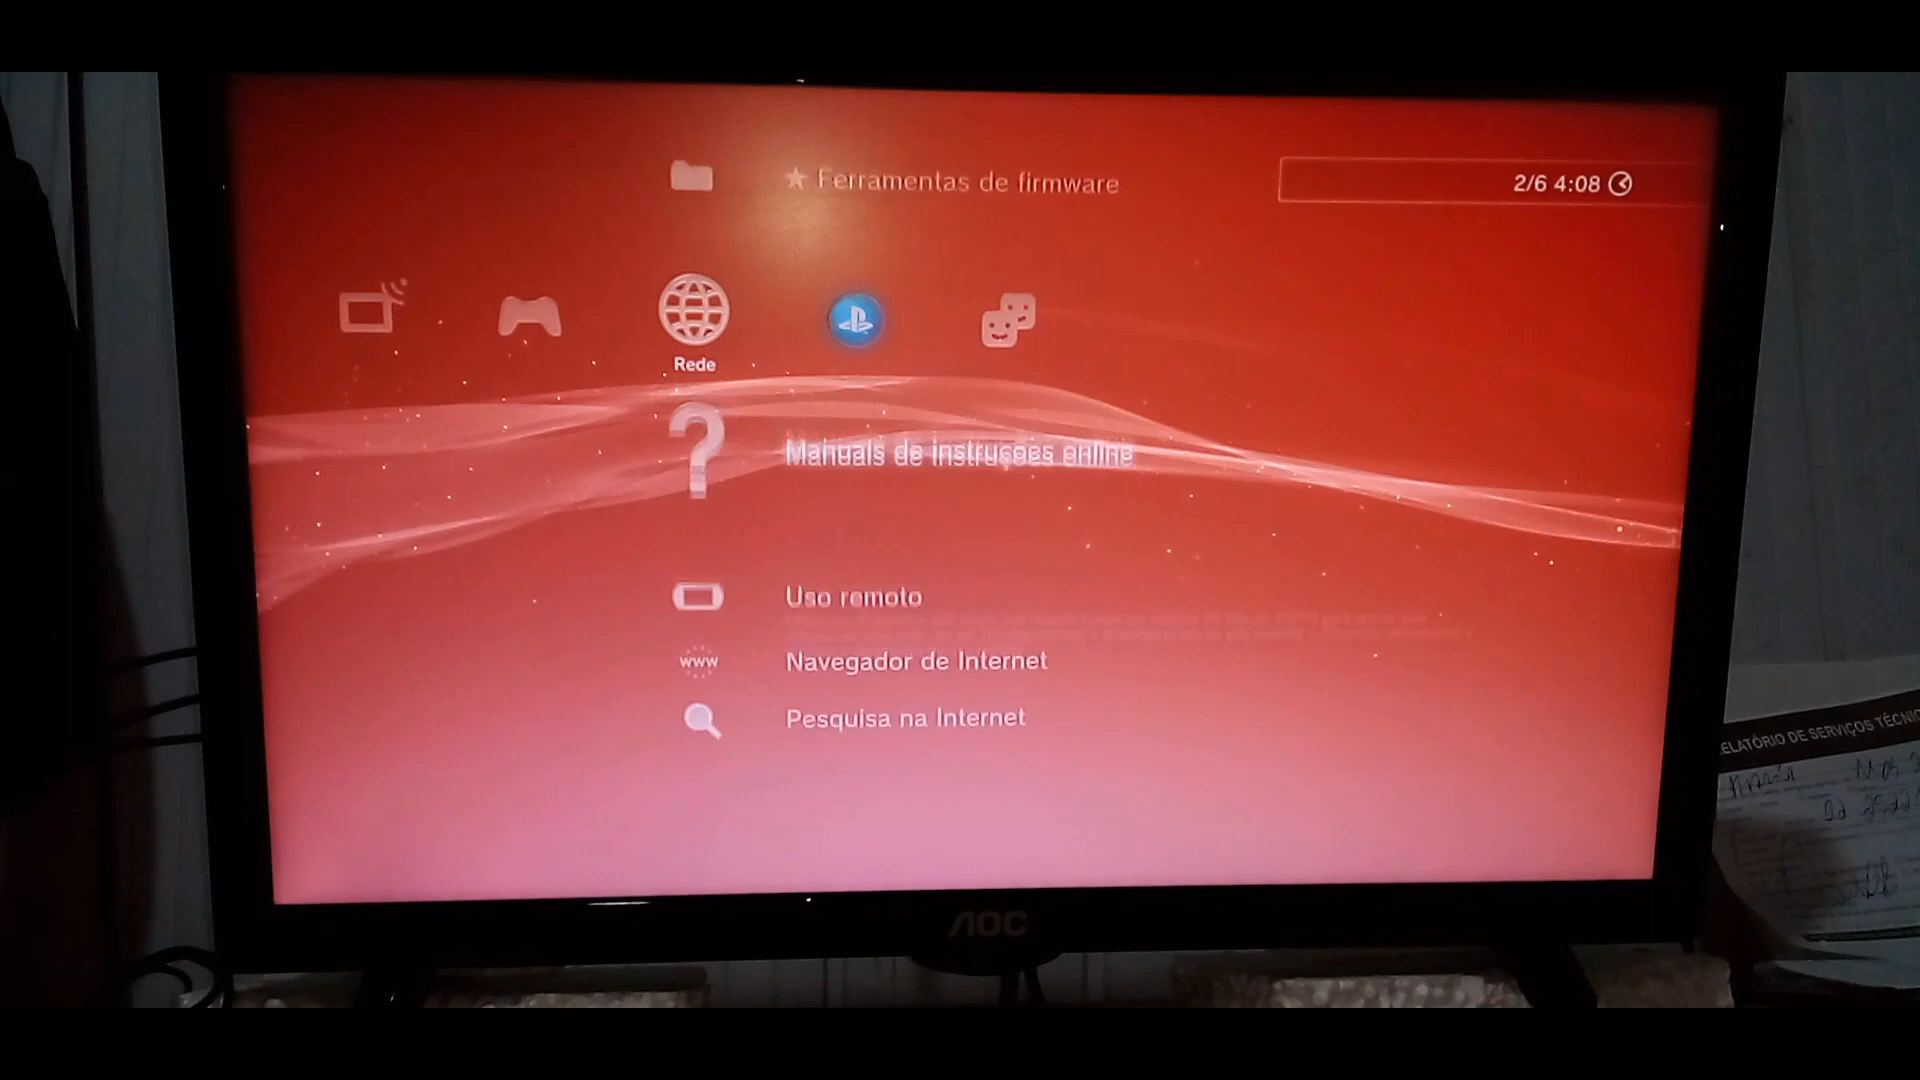 ★ Ferramentas de firmware
2/6 4:08
Rede
Manuais de instruções online
Uso remoto
www
Navegador de Internet
Pesquisa na Internet
AOC
RELATÓRIO DE SERVIÇOS TÉCNIC